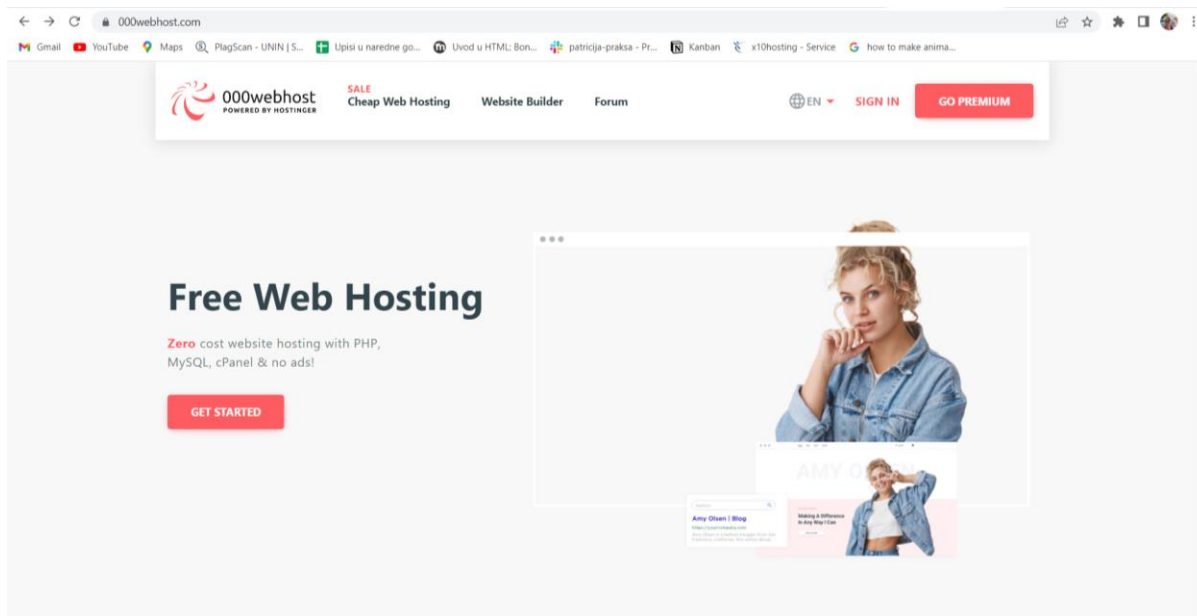 000webhost.com
Gmail YouTube Maps PlagScan - UNIN | S... Upisi u naredne go... Uvod u HTML: Bon... patricija-praksa - Pr... Kanban x10hosting - Service how to make anima...
000webhost
POWERED BY HOSTINGER
SALE
Cheap Web Hosting Website Builder Forum EN SIGN IN GO PREMIUM
Free Web Hosting
Zero cost website hosting with PHP,
MySQL, cPanel & no ads!
GET STARTED
AMY OLSEN
Amy Olsen | Blog
Making A Difference
In Any Way I Can